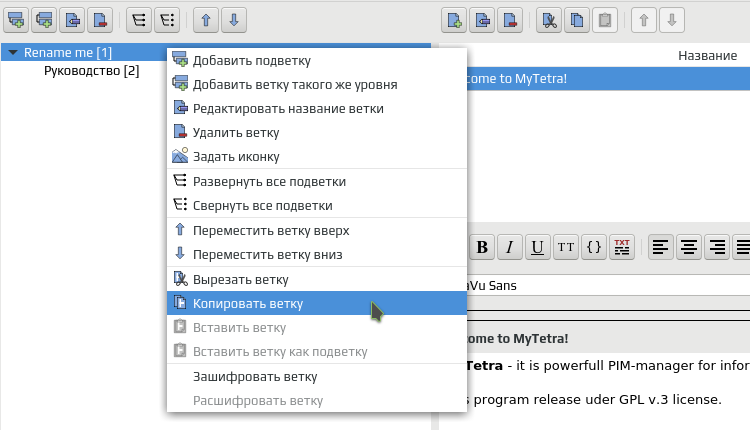 Rename me [1]
Руководство [2]
Добавить подветку
Добавить ветку такого же уровня
Редактировать название ветки
Удалить ветку
Задать иконку
Развернуть все подветки
Свернуть все подветки
Переместить ветку вверх
Переместить ветку вниз
Вырезать ветку
Копировать ветку
Вставить ветку
Вставить ветку как подветку
Зашифровать ветку
Расшифровать ветку
Название
come to MyTetra!
B I U TT {} TXT
Vu Sans
ome to MyTetra!
Tetra - it is powerfull PIM-manager for infor
s program release uder GPL v.3 license.